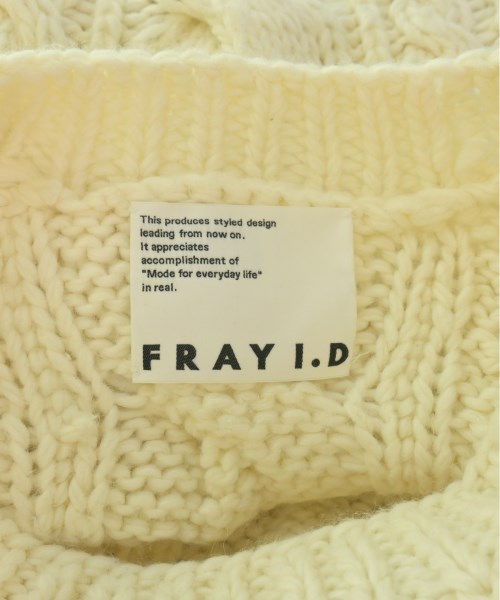 This produces styled design
leading from now on.
It appreciates
accomplishment of
"Mode for everyday life"
in real.
FRAY I.D